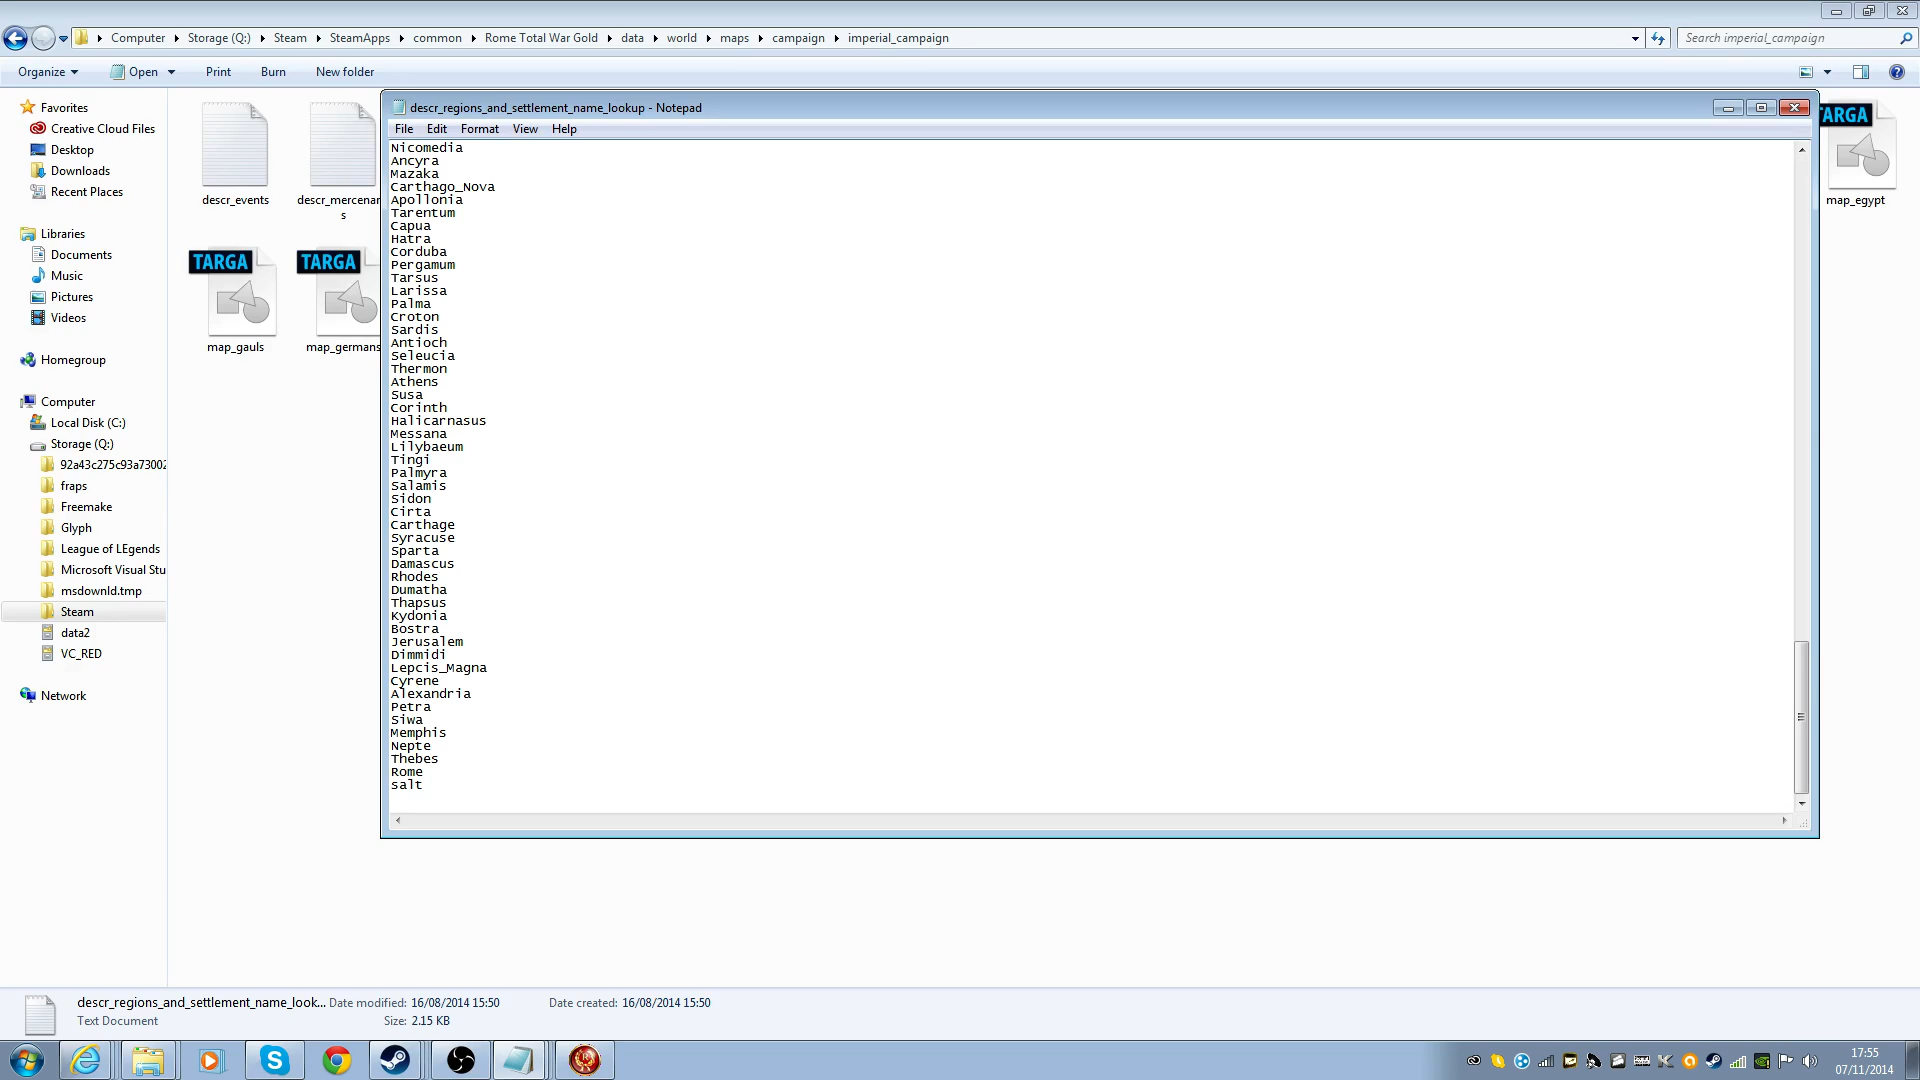 Computer ▸ Storage (Q:) ▸ Steam ▸ SteamApps ▸ common ▸ Rome Total War Gold ▸ data ▸ world ▸ maps ▸ campaign ▸ imperial_campaign
Search imperial_campaign
Organize
Open
Print
Burn
New folder
Favorites
Creative Cloud Files
Desktop
Downloads
Recent Places
Libraries
Documents
Music
Pictures
Videos
Homegroup
Computer
Local Disk (C:)
Storage (Q:)
92a43c275c93a73002
fraps
Freemake
Glyph
League of LEgends
Microsoft Visual Stu
msdownld.tmp
Steam
data2
VC_RED
Network
descr_events
descr_mercenar
s
TARGA
map_gauls
TARGA
map_germans
TARGA
map_egypt
descr_regions_and_settlement_name_lookup - Notepad
File Edit Format View Help
Nicomedia
Ancyra
Mazaka
Carthago_Nova
Apollonia
Tarentum
Capua
Hatra
Corduba
Pergamum
Tarsus
Larissa
Palma
Croton
Sardis
Antioch
Seleucia
Thermon
Athens
Susa
Corinth
Halicarnasus
Messana
Lilybaeum
Tingi
Palmyra
Salamis
Sidon
Cirta
Carthage
Syracuse
Sparta
Damascus
Rhodes
Dumatha
Thapsus
Kydonia
Bostra
Jerusalem
Dimmidi
Lepcis_Magna
Cyrene
Alexandria
Petra
Siwa
Memphis
Nepte
Thebes
Rome
salt
descr_regions_and_settlement_name_look... Date modified: 16/08/2014 15:50 Date created: 16/08/2014 15:50
Text Document Size: 2.15 KB
17:55
07/11/2014